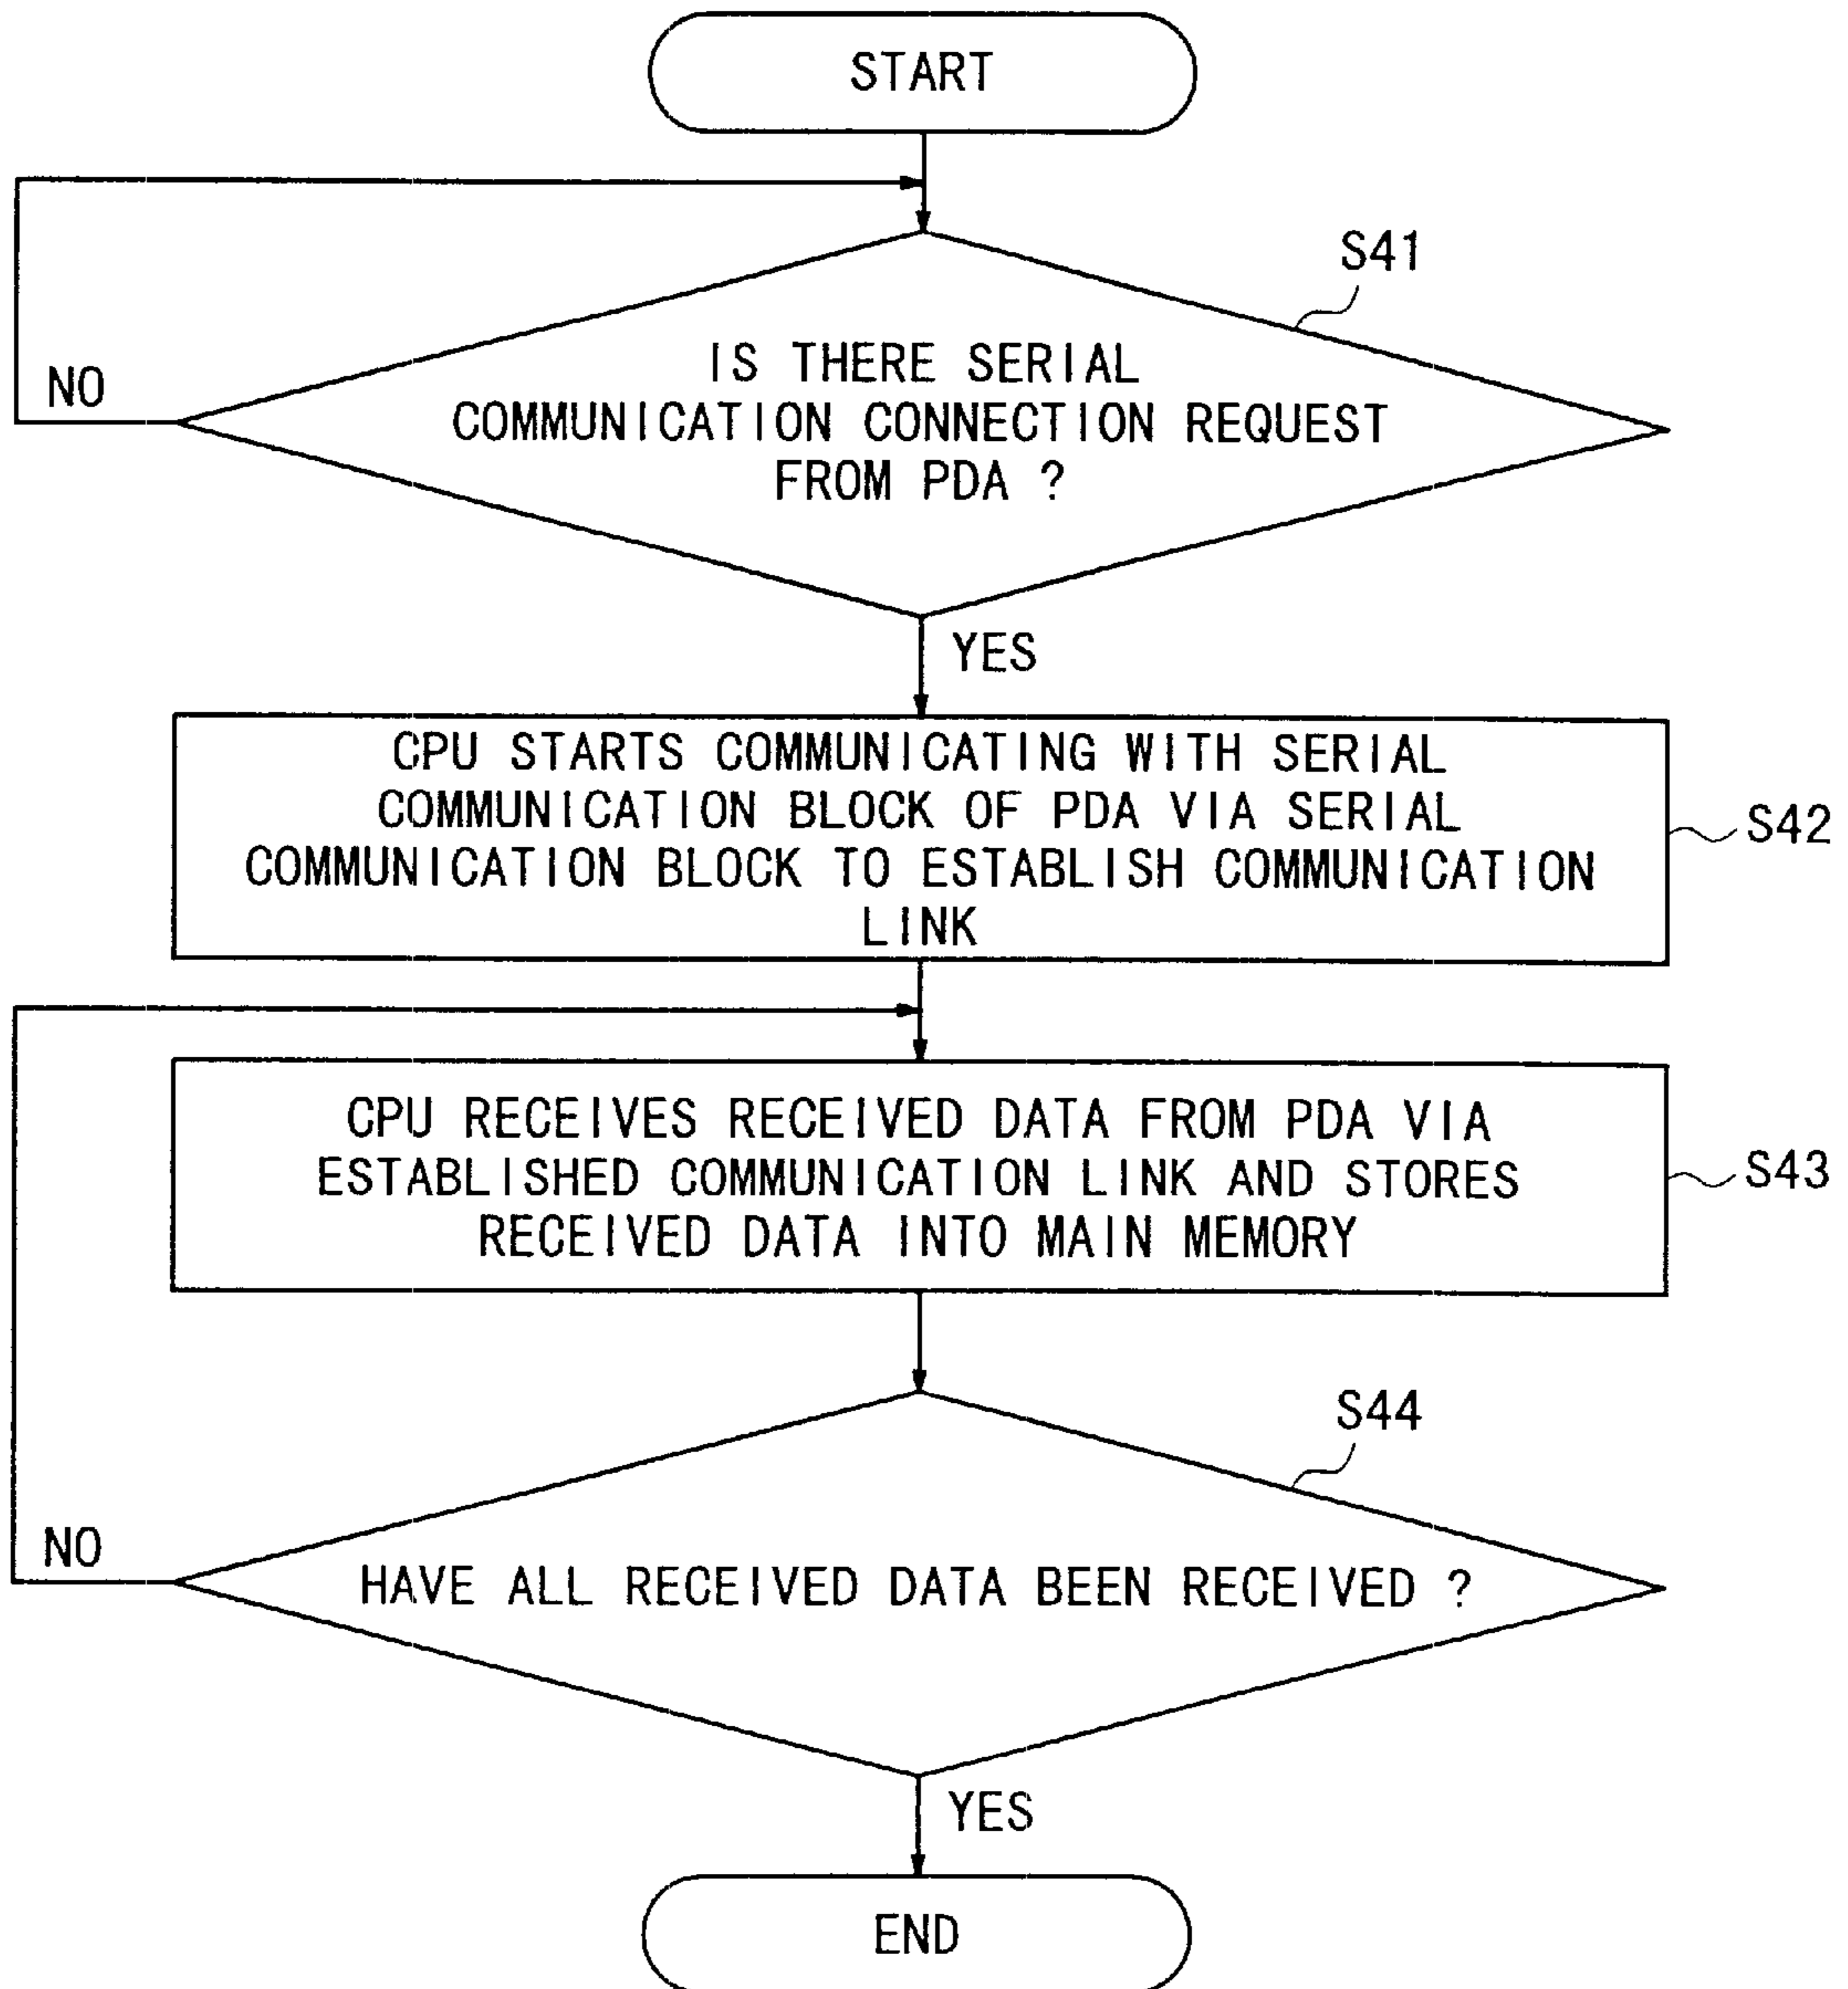 START
S41
IS THERE SERIAL
COMMUNICATION CONNECTION REQUEST
FROM PDA ?
NO
YES
CPU STARTS COMMUNICATING WITH SERIAL
COMMUNICATION BLOCK OF PDA VIA SERIAL
COMMUNICATION BLOCK TO ESTABLISH COMMUNICATION
LINK
S42
CPU RECEIVES RECEIVED DATA FROM PDA VIA
ESTABLISHED COMMUNICATION LINK AND STORES
RECEIVED DATA INTO MAIN MEMORY
S43
S44
HAVE ALL RECEIVED DATA BEEN RECEIVED ?
NO
YES
END